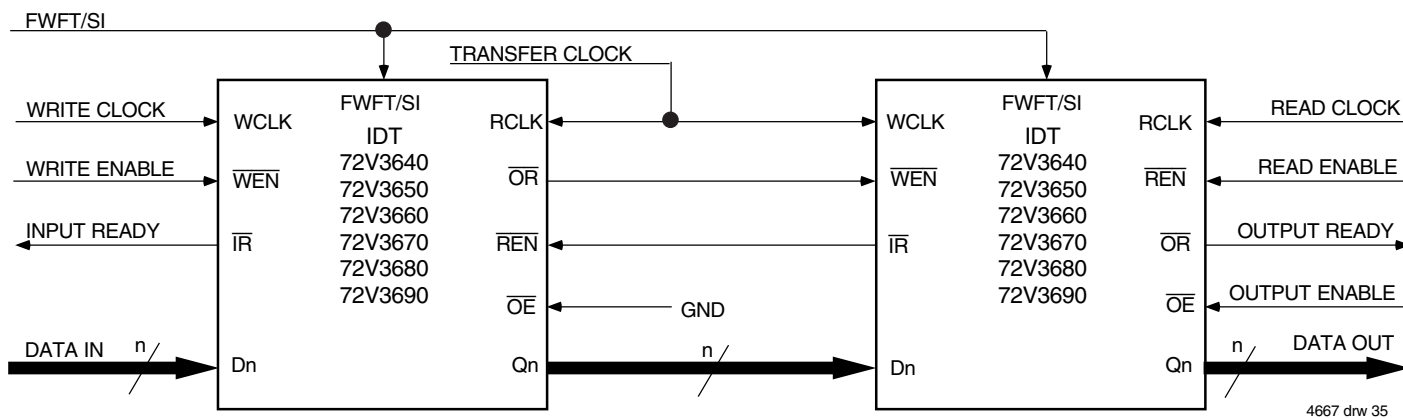 FWFT/SI
TRANSFER CLOCK
WRITE CLOCK
WRITE ENABLE
INPUT READY
DATA IN
n
FWFT/SI
IDT
72V3640
72V3650
72V3660
72V3670
72V3680
72V3690
WCLK
WEN
IR
Dn
RCLK
OR
REN
OE
Qn
GND
n
FWFT/SI
IDT
72V3640
72V3650
72V3660
72V3670
72V3680
72V3690
WCLK
WEN
IR
Dn
RCLK
REN
OR
OE
Qn
READ CLOCK
READ ENABLE
OUTPUT READY
OUTPUT ENABLE
n
DATA OUT
4667 drw 35